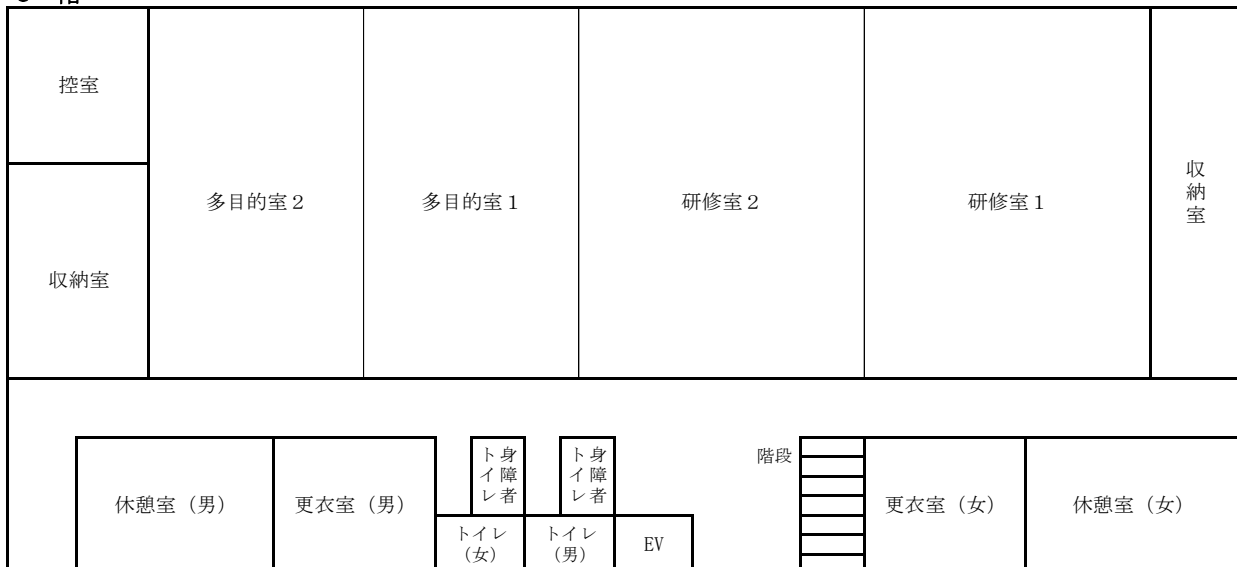 控室
収納室
多目的室２
多目的室１
研修室２
研修室１
収納室
休憩室（男）
更衣室（男）
身障者トイレ
身障者トイレ
トイレ
（女）
トイレ
（男）
EV
階段
更衣室（女）
休憩室（女）